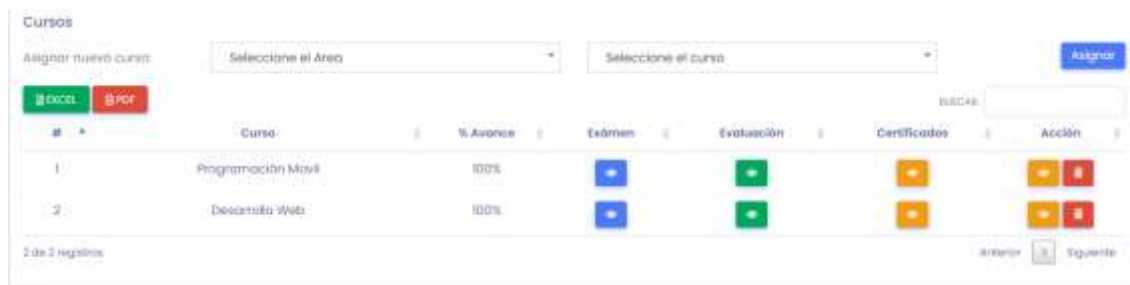 Cursos
Asignar nuevo curso: Seleccione el Área Seleccione el curso Asignar
EXCEL PDF BUSCAR:
# Curso % Avance Exámen Evaluación Certificados Acción
1 Programación Movil 100%
2 Desarrollo Web 100%
2 de 2 registros Anterior 1 Siguiente